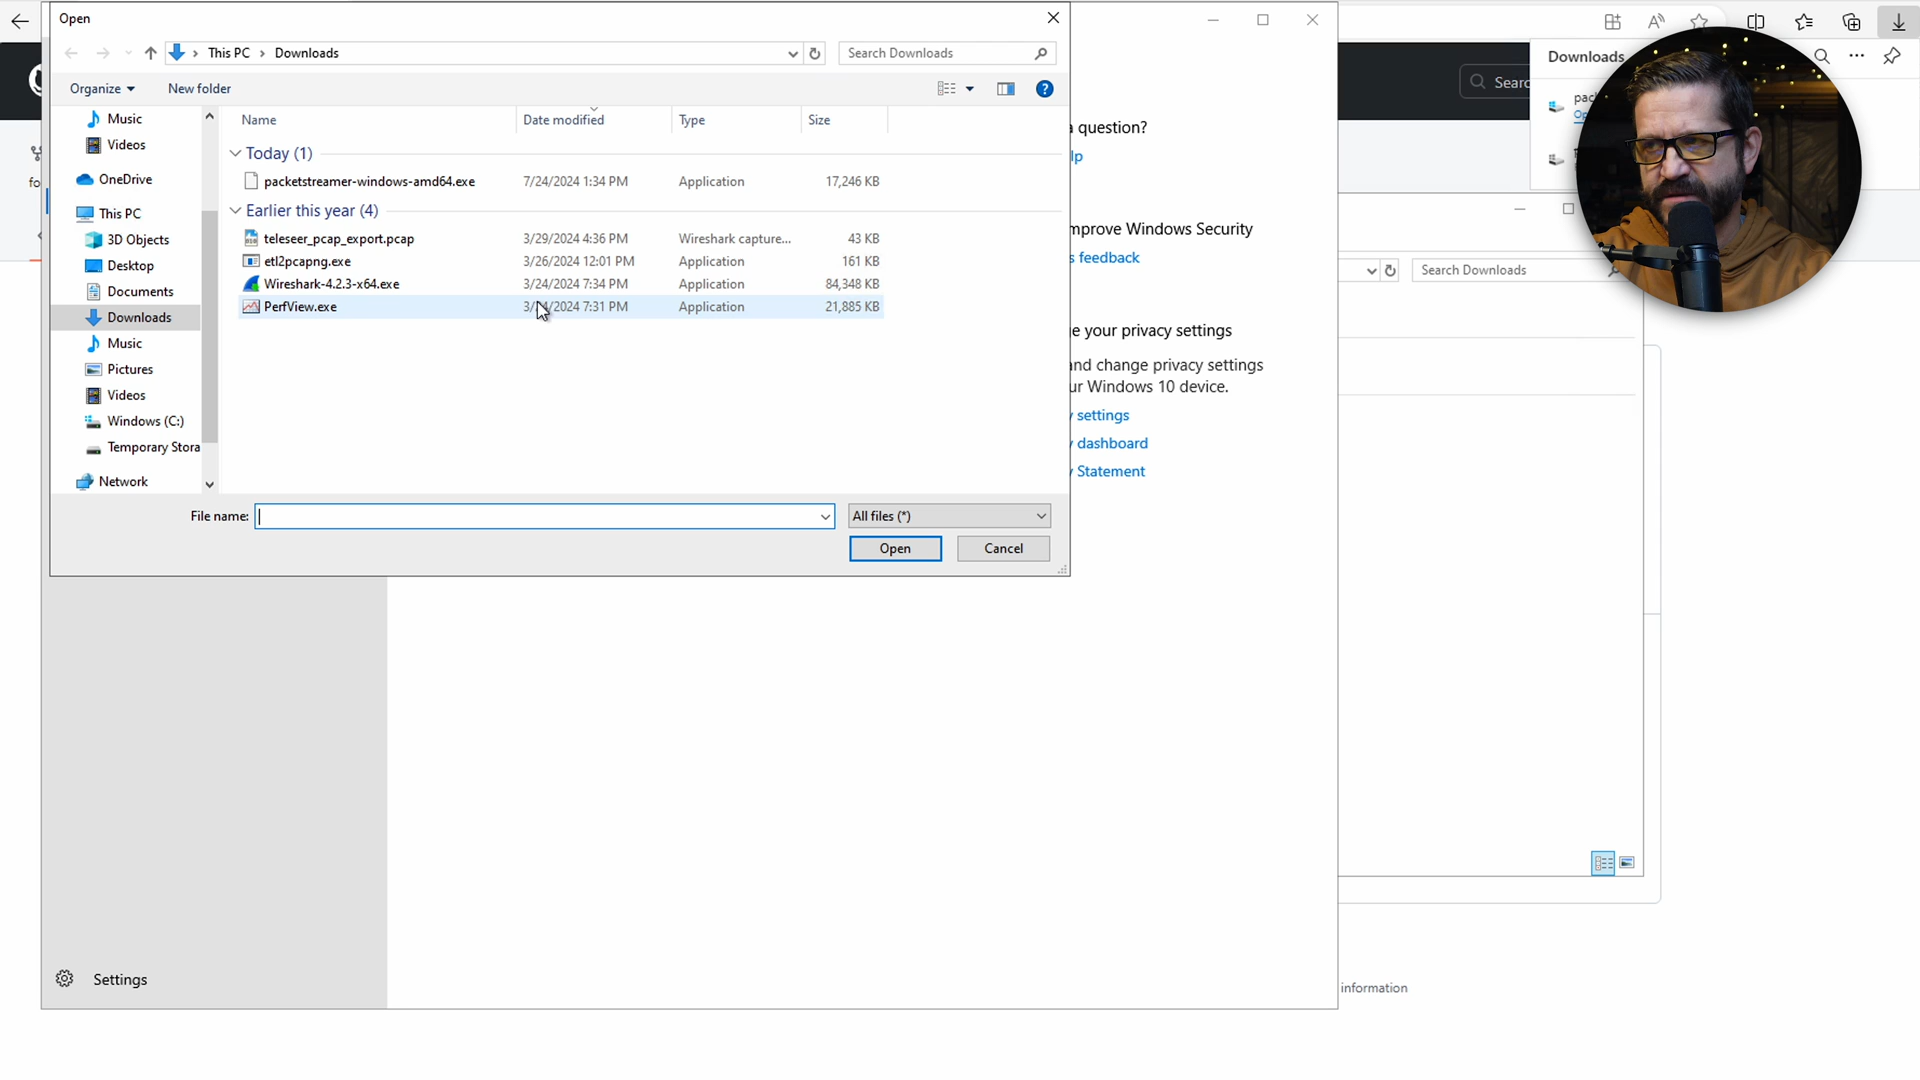 Open
This PC > Downloads
Search Downloads
Organize
New folder
Name
Date modified
Type
Size
Music
Videos
OneDrive
This PC
3D Objects
Desktop
Documents
Downloads
Music
Pictures
Videos
Windows (C:)
Temporary Stora
Network
Today (1)
packetstreamer-windows-amd64.exe 7/24/2024 1:34 PM Application 17,246 KB
Earlier this year (4)
teleseer_pcap_export.pcap 3/29/2024 4:36 PM Wireshark capture... 43 KB
etl2pcapng.exe 3/26/2024 12:01 PM Application 161 KB
Wireshark-4.2.3-x64.exe 3/24/2024 7:34 PM Application 84,348 KB
PerfView.exe 3/24/2024 7:31 PM Application 21,885 KB
File name:
All files (*)
Open
Cancel
a question?
lp
mprove Windows Security
s feedback
e your privacy settings
nd change privacy settings
ur Windows 10 device.
y settings
y dashboard
y Statement
Settings
Downloads
pac
Op
Searc
Search Downloads
fo
information